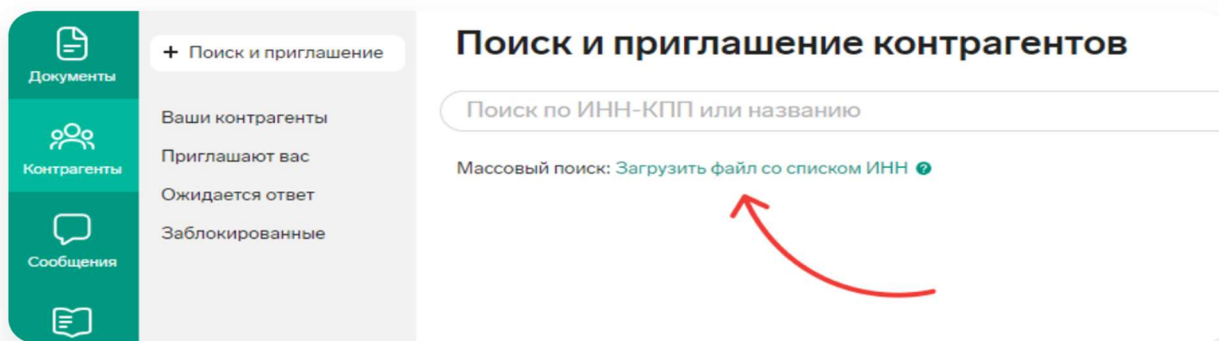 Документы
Контрагенты
Сообщения
+ Поиск и приглашение
Ваши контрагенты
Приглашают вас
Ожидается ответ
Заблокированные
Поиск и приглашение контрагентов
Поиск по ИНН-КПП или названию
Массовый поиск: Загрузить файл со списком ИНН ?